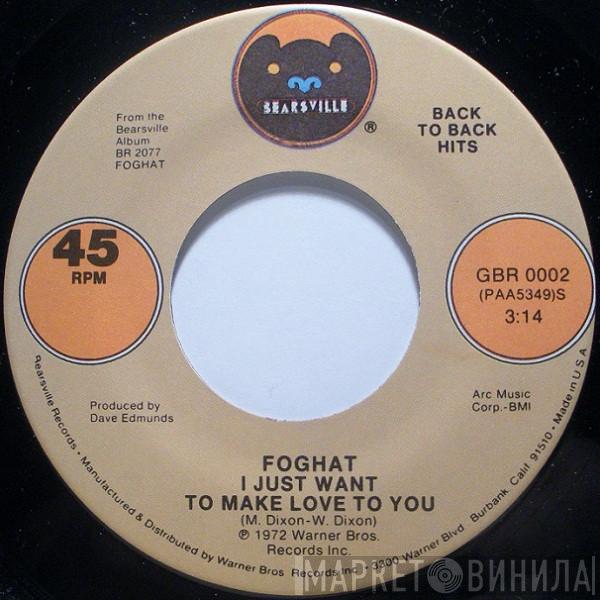 BEARSVILLE
®
From the
Bearsville
Album
BR 2077
FOGHAT
BACK
TO BACK
HITS
45
RPM
GBR 0002
(PAA5349)S
3:14
Produced by
Dave Edmunds
Arc Music
Corp.-BMI
FOGHAT
I JUST WANT
TO MAKE LOVE TO YOU
(M. Dixon-W. Dixon)
℗ 1972 Warner Bros.
Records Inc.
Bearsville Records • Manufactured & Distributed by Warner Bros Records Inc • 3300 Warner Blvd Burbank Calif 91510 • Made in U S A
МАРКЕТ ВИНИЛА